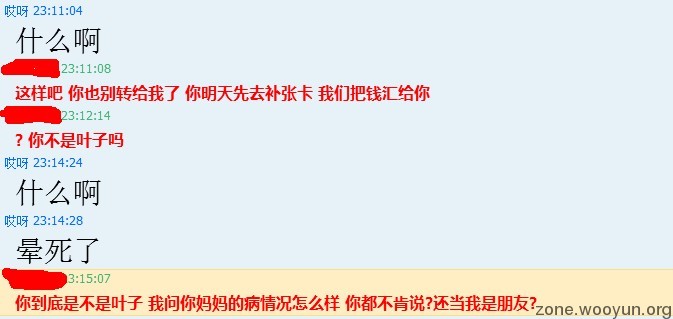 哎呀 23:11:04
什么啊
23:11:08
这样吧 你也别转给我了 你明天先去补张卡 我们把钱汇给你
23:12:14
? 你不是叶子吗
哎呀 23:14:24
什么啊
哎呀 23:14:28
晕死了
3:15:07
你到底是不是叶子 我问你妈妈的病情况怎么样 你都不肯说?还当我是朋友?
zone.wooyun.org